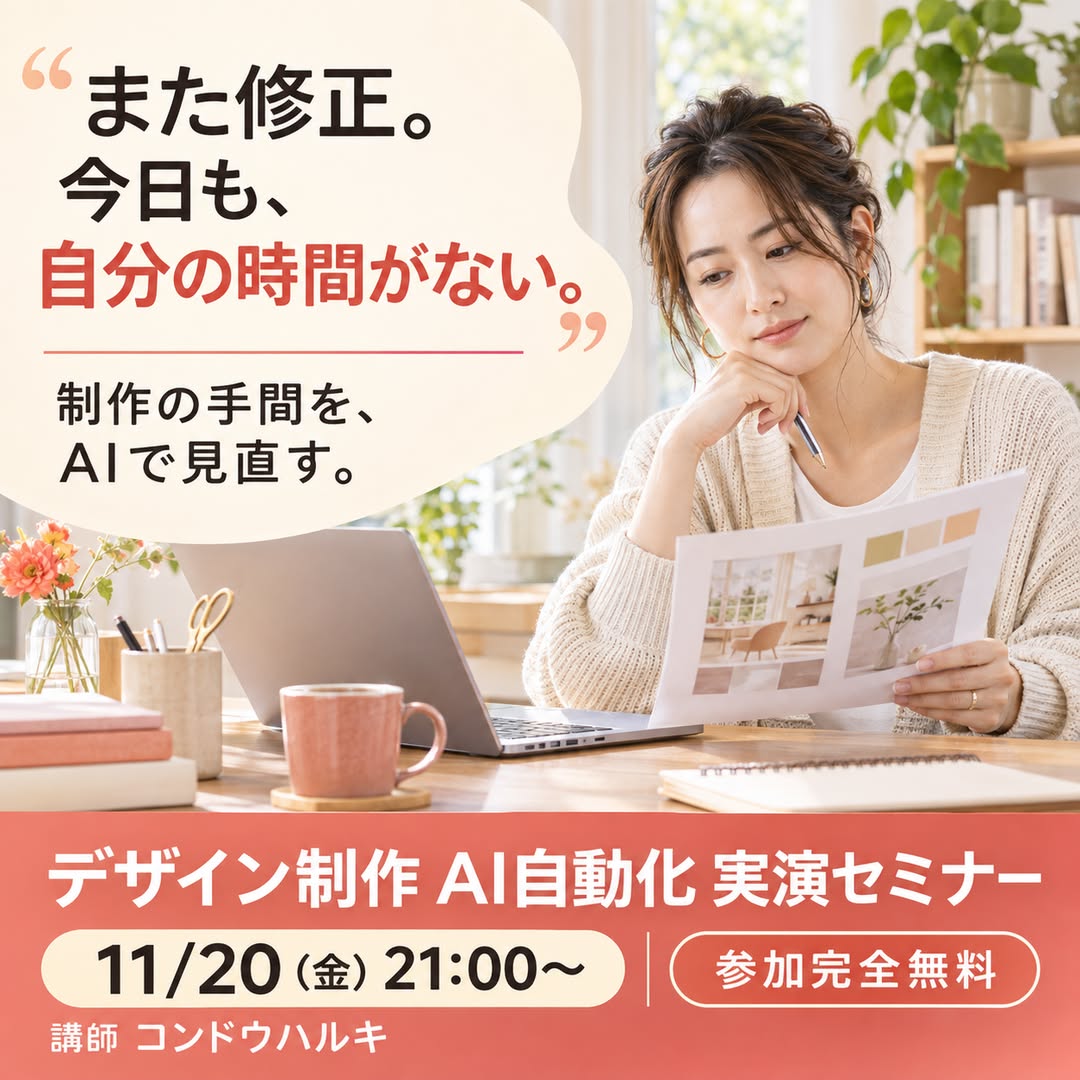 “また修正。
今日も、
自分の時間がない。”
制作の手間を、
AIで見直す。
デザイン制作 AI自動化 実演セミナー
11/20(金) 21:00～
参加完全無料
講師 コンドウハルキ